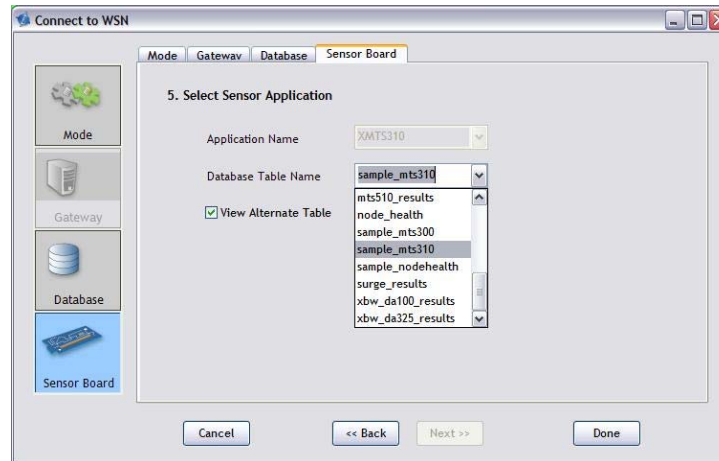 Connect to WSN
Mode Gateway Database Sensor Board
5. Select Sensor Application
Mode
Application Name XMTS310
Database Table Name sample_mts310
Gateway
View Alternate Table
mts510_results
node_health
sample_mts300
sample_mts310
sample_nodehealth
surge_results
xbw_da100_results
xbw_da325_results
Database
Sensor Board
Cancel << Back Next >> Done